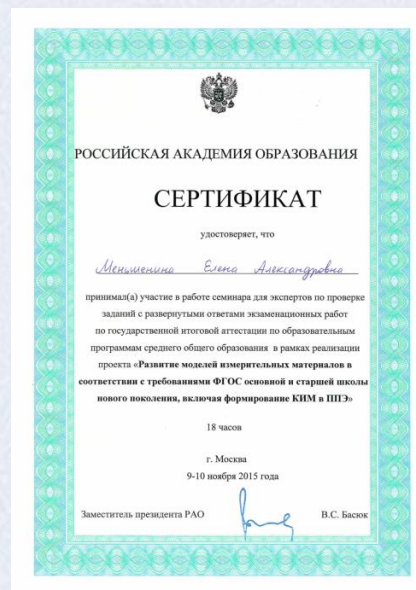 РОССИЙСКАЯ АКАДЕМИЯ ОБРАЗОВАНИЯ
СЕРТИФИКАТ
удостоверяет, что
Меньшенина Елена Александровна
принимал(а) участие в работе семинара для экспертов по проверке
заданий с развернутыми ответами экзаменационных работ
по государственной итоговой аттестации по образовательным
программам среднего общего образования в рамках реализации
проекта «Развитие моделей измерительных материалов в
соответствии с требованиями ФГОС основной и старшей школы
нового поколения, включая формирование КИМ в ППЭ»
18 часов
г. Москва
9-10 ноября 2015 года
Заместитель президента РАО В.С. Басюк